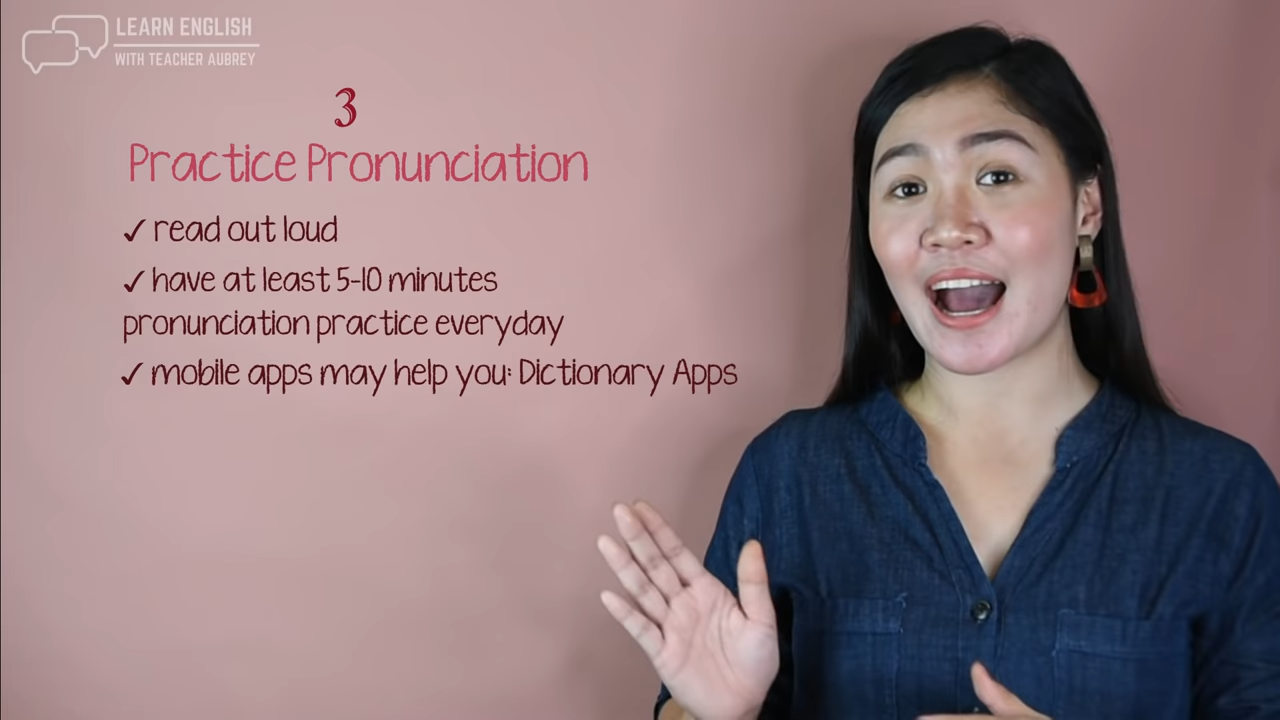 LEARN ENGLISH
WITH TEACHER AUBREY
3
Practice Pronunciation
✓ read out loud
✓ have at least 5-10 minutes
pronunciation practice everyday
✓ mobile apps may help you: Dictionary Apps